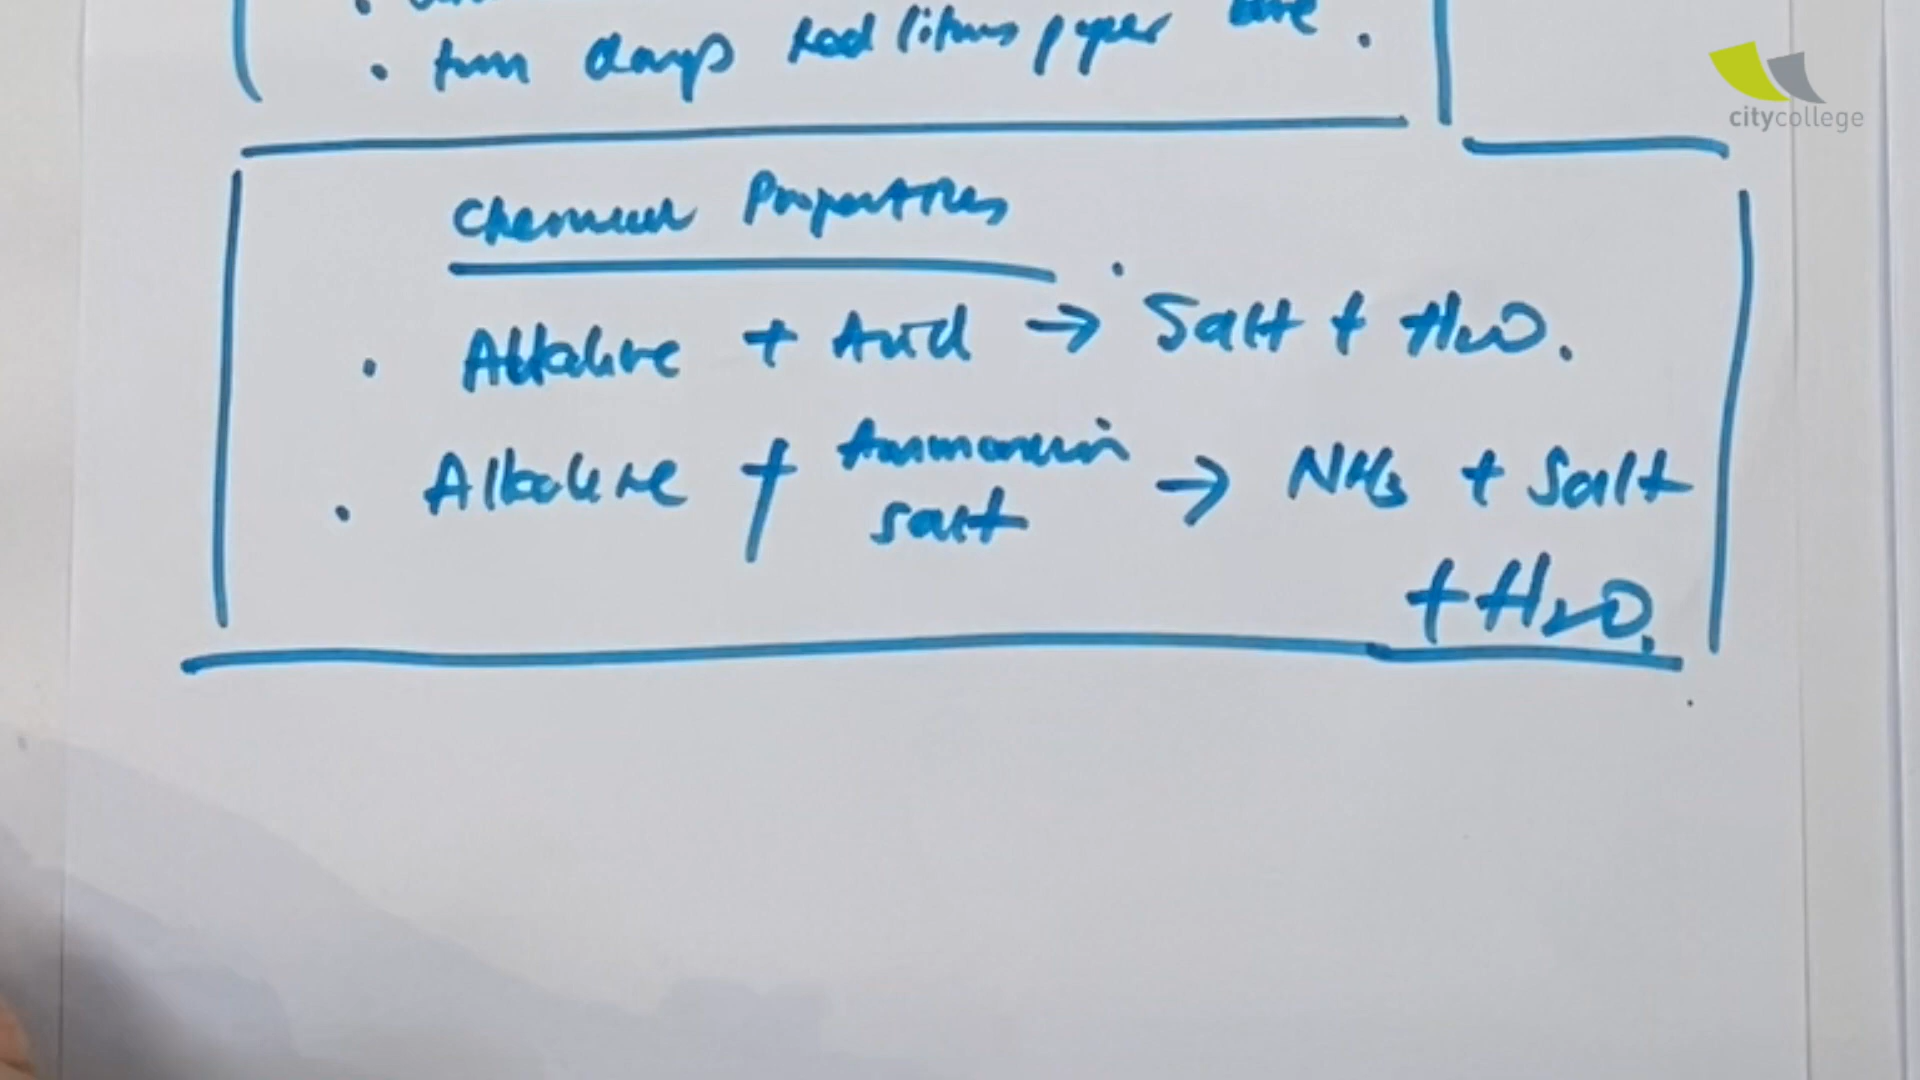 • turn damp Red litmus paper blue.
citycollege
Chemical Properties
• Alkaline + Acid → Salt + H2O.
• Alkaline + Ammonium salt → NH3 + Salt
+ H2O.